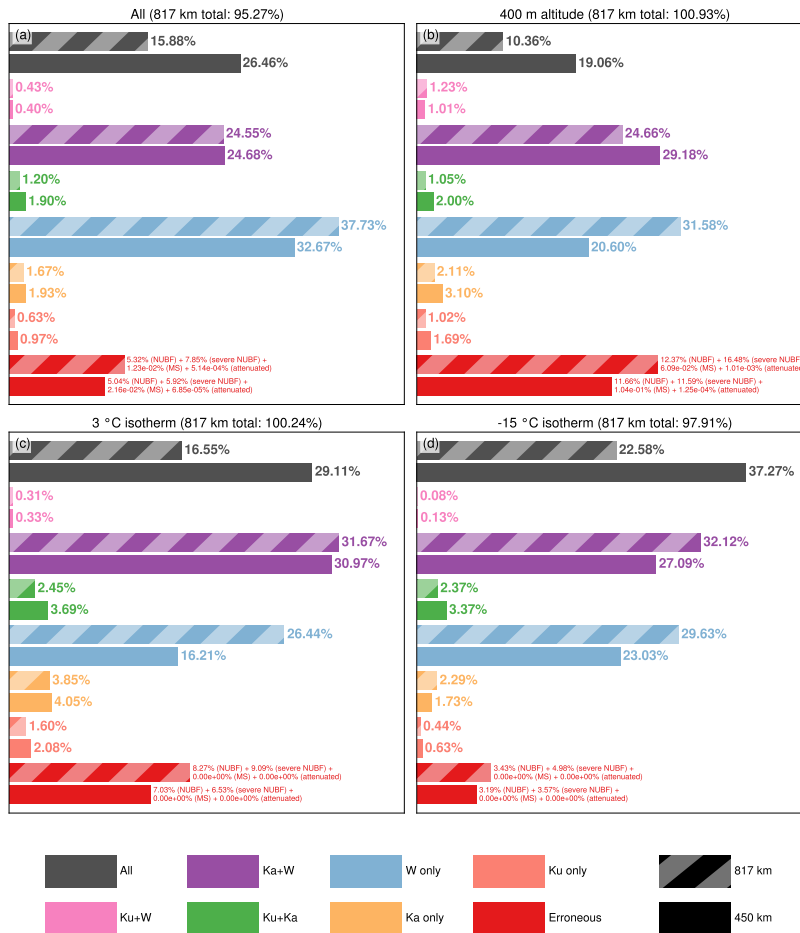 All (817 km total: 95.27%)
(a)
15.88%
26.46%
0.43%
0.40%
24.55%
24.68%
1.20%
1.90%
37.73%
32.67%
1.67%
1.93%
0.63%
0.97%
5.32% (NUBF) + 7.85% (severe NUBF) +
1.23e-02% (MS) + 5.14e-04% (attenuated)
5.04% (NUBF) + 5.92% (severe NUBF) +
2.16e-02% (MS) + 6.85e-05% (attenuated)
400 m altitude (817 km total: 100.93%)
(b)
10.36%
19.06%
1.23%
1.01%
24.66%
29.18%
1.05%
2.00%
31.58%
20.60%
2.11%
3.10%
1.02%
1.69%
12.37% (NUBF) + 16.48% (severe NUBF)
6.09e-02% (MS) + 1.01e-03% (attenuated)
11.66% (NUBF) + 11.59% (severe NUBF) +
1.04e-01% (MS) + 1.25e-04% (attenuated)
3 °C isotherm (817 km total: 100.24%)
(c)
16.55%
29.11%
0.31%
0.33%
31.67%
30.97%
2.45%
3.69%
26.44%
16.21%
3.85%
4.05%
1.60%
2.08%
8.27% (NUBF) + 9.09% (severe NUBF) +
0.00e+00% (MS) + 0.00e+00% (attenuated)
7.03% (NUBF) + 6.53% (severe NUBF) +
0.00e+00% (MS) + 0.00e+00% (attenuated)
-15 °C isotherm (817 km total: 97.91%)
(d)
22.58%
37.27%
0.08%
0.13%
32.12%
27.09%
2.37%
3.37%
29.63%
23.03%
2.29%
1.73%
0.44%
0.63%
3.43% (NUBF) + 4.98% (severe NUBF) +
0.00e+00% (MS) + 0.00e+00% (attenuated)
3.19% (NUBF) + 3.57% (severe NUBF) +
0.00e+00% (MS) + 0.00e+00% (attenuated)
All
Ka+W
W only
Ku only
817 km
Ku+W
Ku+Ka
Ka only
Erroneous
450 km